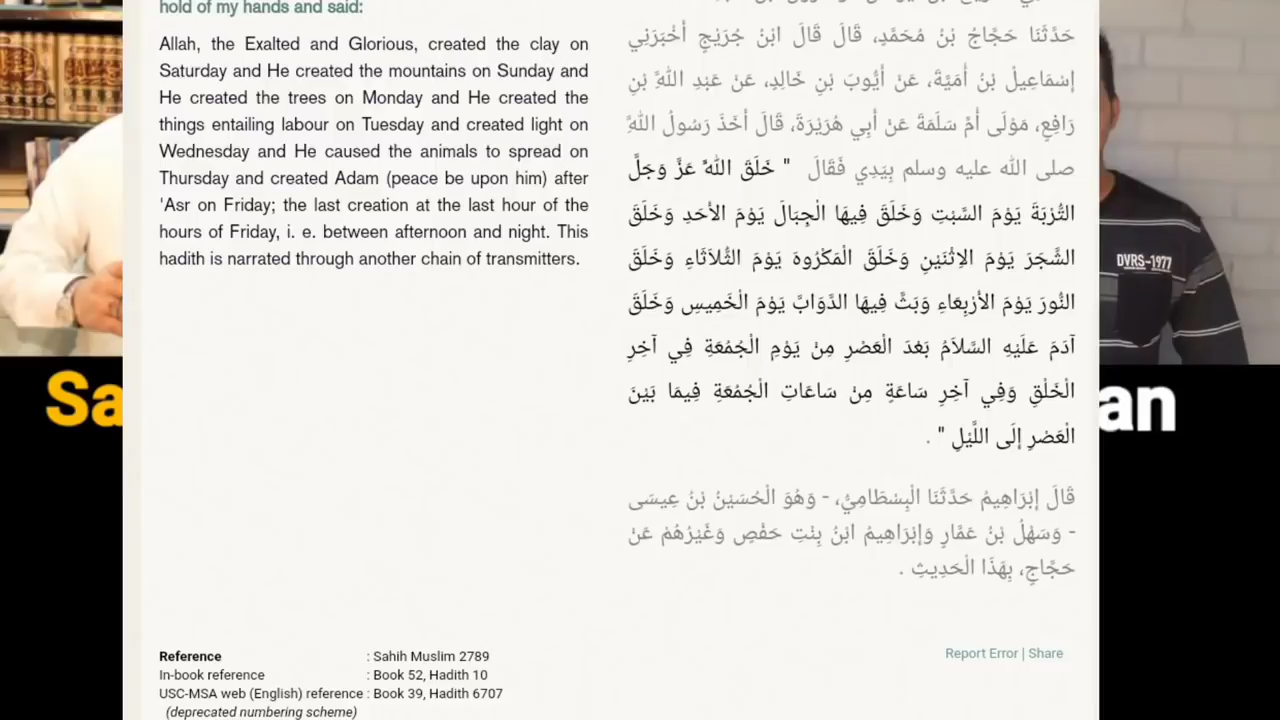 hold of my hands and said:
Allah, the Exalted and Glorious, created the clay on
Saturday and He created the mountains on Sunday and
He created the trees on Monday and He created the
things entailing labour on Tuesday and created light on
Wednesday and He caused the animals to spread on
Thursday and created Adam (peace be upon him) after
'Asr on Friday; the last creation at the last hour of the
hours of Friday, i. e. between afternoon and night. This
hadith is narrated through another chain of transmitters.
حَدَّثَنَا حَجَّاجُ بْنُ مُحَمَّدٍ، قَالَ قَالَ ابْنُ جُرَيْجٍ أَخْبَرَنِي
إِسْمَاعِيلُ بْنُ أُمَيَّةَ، عَنْ أَيُّوبَ بْنِ خَالِدٍ، عَنْ عَبْدِ اللَّهِ بْنِ
رَافِعٍ، مَوْلَى أُمِّ سَلَمَةَ عَنْ أَبِي هُرَيْرَةَ، قَالَ أَخَذَ رَسُولُ اللَّهِ
صلى الله عليه وسلم بِيَدِي فَقَالَ ‏ "‏ خَلَقَ اللَّهُ عَزَّ وَجَلَّ
التُّرْبَةَ يَوْمَ السَّبْتِ وَخَلَقَ فِيهَا الْجِبَالَ يَوْمَ الأَحَدِ وَخَلَقَ
الشَّجَرَ يَوْمَ الاِثْنَيْنِ وَخَلَقَ الْمَكْرُوهَ يَوْمَ الثُّلاَثَاءِ وَخَلَقَ
النُّورَ يَوْمَ الأَرْبِعَاءِ وَبَثَّ فِيهَا الدَّوَابَّ يَوْمَ الْخَمِيسِ وَخَلَقَ
آدَمَ عَلَيْهِ السَّلاَمُ بَعْدَ الْعَصْرِ مِنْ يَوْمِ الْجُمُعَةِ فِي آخِرِ
الْخَلْقِ وَفِي آخِرِ سَاعَةٍ مِنْ سَاعَاتِ الْجُمُعَةِ فِيمَا بَيْنَ
الْعَصْرِ إِلَى اللَّيْلِ ‏"‏ ‏.‏
قَالَ إِبْرَاهِيمُ حَدَّثَنَا الْبِسْطَامِيُّ، - وَهُوَ الْحُسَيْنُ بْنُ عِيسَى
- وَسَهْلُ بْنُ عَمَّارٍ وَإِبْرَاهِيمُ ابْنُ بِنْتِ حَفْصٍ وَغَيْرُهُمْ عَنْ
حَجَّاجٍ، بِهَذَا الْحَدِيثِ ‏.‏
Reference : Sahih Muslim 2789
In-book reference : Book 52, Hadith 10
USC-MSA web (English) reference : Book 39, Hadith 6707
(deprecated numbering scheme)
Report Error | Share
Sa
an
DVRS-1977